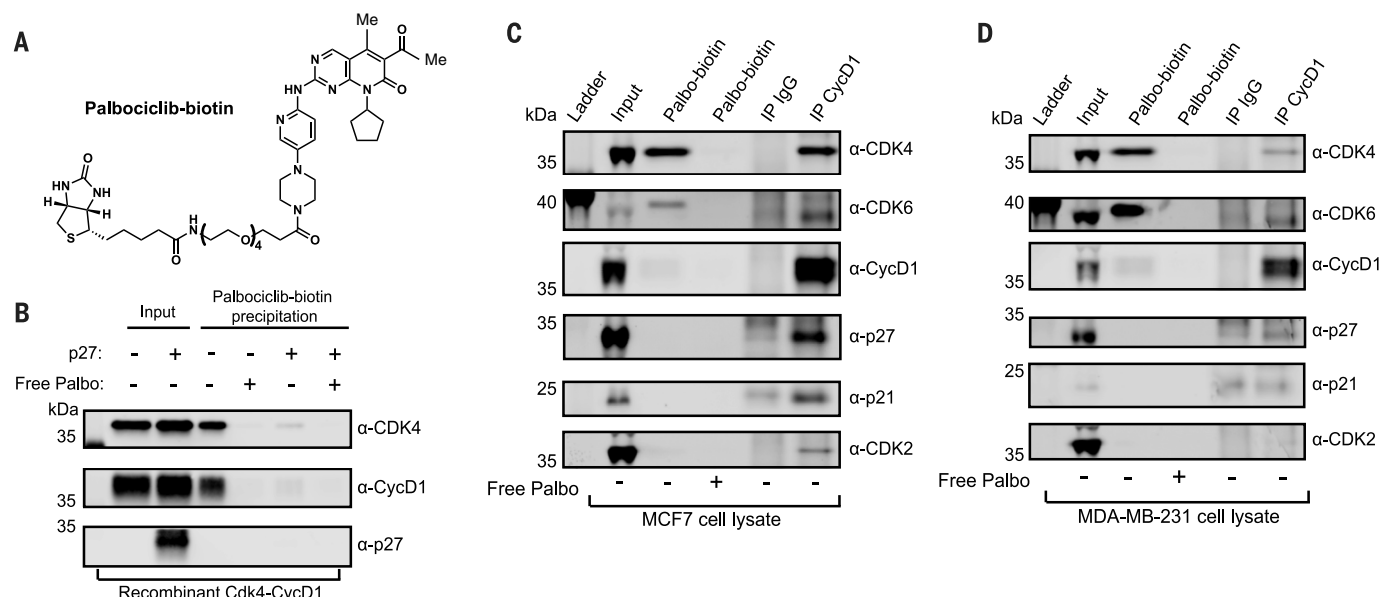 A
Palbociclib-biotin
Me
O
Me
N
N
N
O
HN
N
N
N
O
HN
NH
H
H
S
O
H
N
O
4
O
B
Input
Palbociclib-biotin
precipitation
p27: - + - - + +
Free Palbo: - + - +
kDa
35
α-CDK4
35
α-CycD1
35
α-p27
Recombinant Cdk4-CycD1
C
kDa
Ladder
Input
Palbo-biotin
Palbo-biotin
IP IgG
IP CycD1
35
α-CDK4
40
α-CDK6
35
α-CycD1
35
α-p27
25
α-p21
35
α-CDK2
Free Palbo - - + - -
MCF7 cell lysate
D
kDa
Ladder
Input
Palbo-biotin
Palbo-biotin
IP IgG
IP CycD1
35
α-CDK4
40
α-CDK6
35
α-CycD1
35
α-p27
25
α-p21
35
α-CDK2
Free Palbo - - + - -
MDA-MB-231 cell lysate